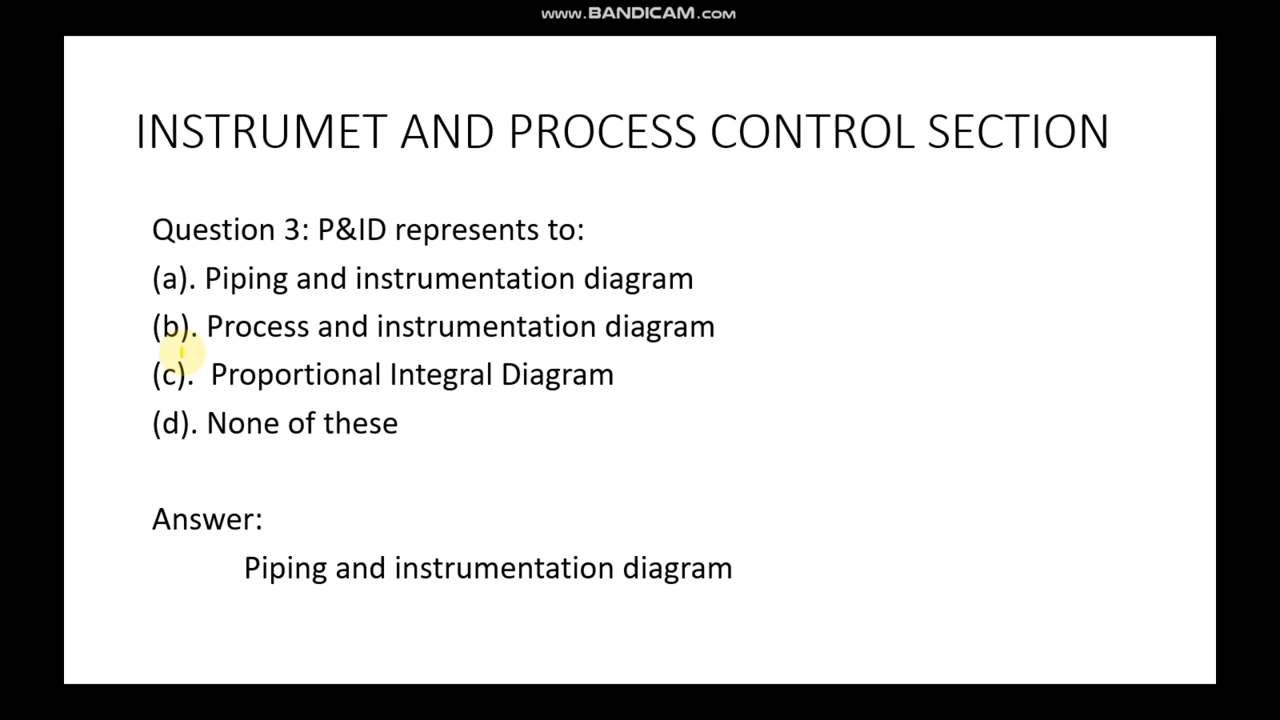 www.BANDICAM.com
INSTRUMET AND PROCESS CONTROL SECTION
Question 3: P&ID represents to:
(a). Piping and instrumentation diagram
(b). Process and instrumentation diagram
(c). Proportional Integral Diagram
(d). None of these
Answer:
Piping and instrumentation diagram